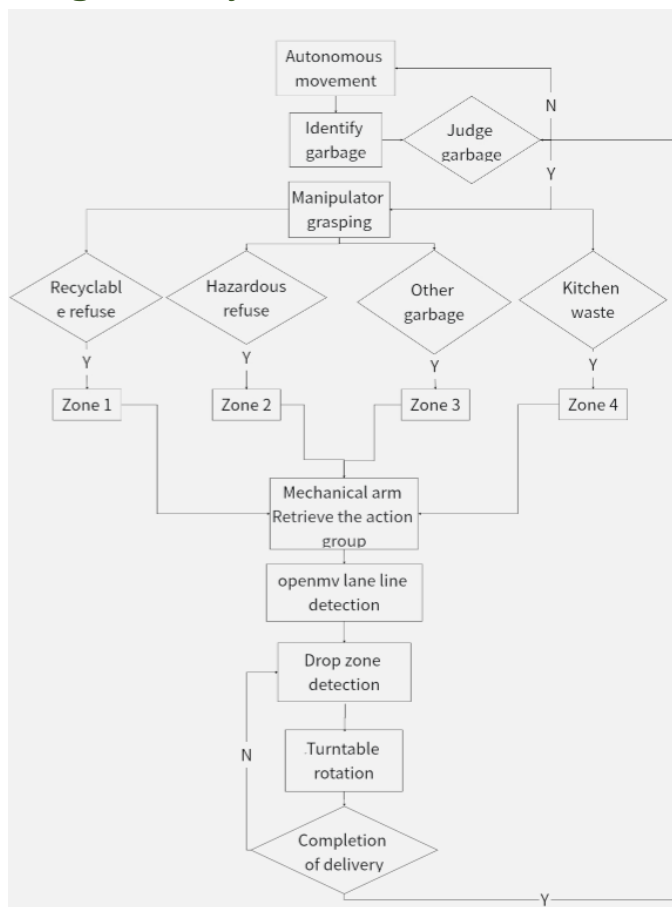 Autonomous
movement
N
Identify
garbage
Judge
garbage
Y
Manipulator
grasping
Recyclabl
e refuse
Hazardous
refuse
Other
garbage
Kitchen
waste
Y
Y
Y
Y
Zone 1
Zone 2
Zone 3
Zone 4
Mechanical arm
Retrieve the action
group
openmv lane line
detection
Drop zone
detection
N
Turntable
rotation
Completion
of delivery
Y